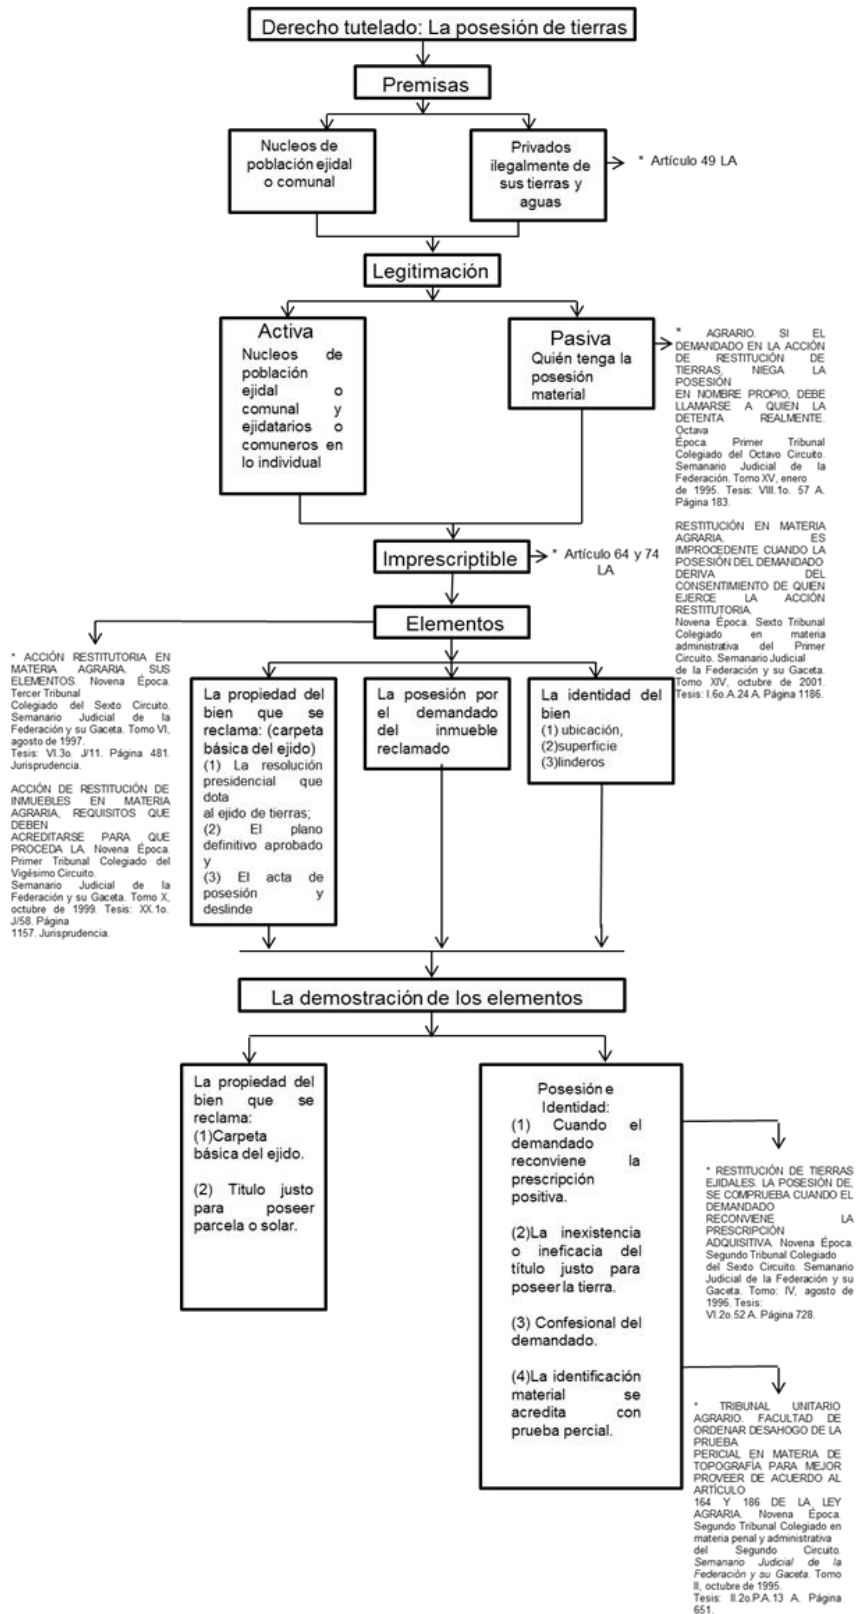 Derecho tutelado: La posesión de tierras
Premisas
Nucleos de
población ejidal
o comunal
Privados
ilegalmente de
sus tierras y
aguas
* Artículo 49 LA
Legitimación
Activa
Nucleos de
población
ejidal o
comunal y
ejidatarios o
comuneros en
lo individual
Pasiva
Quién tenga la
posesión
material
* AGRARIO. SI EL
DEMANDADO EN LA ACCIÓN
DE RESTITUCIÓN DE
TIERRAS, NIEGA LA
POSESIÓN
EN NOMBRE PROPIO, DEBE
LLAMARSE A QUIEN LA
DETENTA REALMENTE.
Octava
Época. Primer Tribunal
Colegiado del Octavo Circuito.
Semanario Judicial de la
Federación. Tomo XV, enero
de 1995. Tesis: VIII.1o. 57 A.
Página 183.
RESTITUCIÓN EN MATERIA
AGRARIA. ES
IMPROCEDENTE CUANDO LA
POSESIÓN DEL DEMANDADO
DERIVA DEL
CONSENTIMIENTO DE QUIEN
EJERCE LA ACCIÓN
RESTITUTORIA.
Novena Época. Sexto Tribunal
Colegiado en materia
administrativa del Primer
Circuito. Semanario Judicial
de la Federación y su Gaceta.
Tomo XIV, octubre de 2001.
Tesis: I.6o.A.24 A. Página 1186.
Imprescriptible
* Artículo 64 y 74
LA
Elementos
* ACCIÓN RESTITUTORIA EN
MATERIA AGRARIA. SUS
ELEMENTOS. Novena Época.
Tercer Tribunal
Colegiado del Sexto Circuito.
Semanario Judicial de la
Federación y su Gaceta. Tomo VI,
agosto de 1997.
Tesis: VI.3o. J/11. Página 481.
Jurisprudencia.
ACCIÓN DE RESTITUCIÓN DE
INMUEBLES EN MATERIA
AGRARIA, REQUISITOS QUE
DEBEN
ACREDITARSE PARA QUE
PROCEDA LA. Novena Época.
Primer Tribunal Colegiado del
Vigésimo Circuito.
Semanario Judicial de la
Federación y su Gaceta. Tomo X,
octubre de 1999. Tesis: XX.1o.
J/58. Página
1157. Jurisprudencia.
La propiedad del
bien que se
reclama: (carpeta
básica del ejido)
(1) La resolución
presidencial que
dota
al ejido de tierras;
(2) El plano
definitivo aprobado
y
(3) El acta de
posesión y
deslinde
La posesión por
el demandado
del inmueble
reclamado
La identidad del
bien
(1) ubicación,
(2)superficie
(3)linderos
La demostración de los elementos
La propiedad del
bien que se
reclama:
(1)Carpeta
básica del ejido.
(2) Titulo justo
para poseer
parcela o solar.
Posesión e
Identidad:
(1) Cuando el
demandado
reconviene la
prescripción
positiva.
(2)La inexistencia
o ineficacia del
título justo para
poseer la tierra.
(3) Confesional del
demandado.
(4)La identificación
material se
acredita con
prueba percial.
* RESTITUCIÓN DE TIERRAS
EJIDALES. LA POSESIÓN DE,
SE COMPRUEBA CUANDO EL
DEMANDADO
RECONVIENE LA
PRESCRIPCIÓN
ADQUISITIVA. Novena Época.
Segundo Tribunal Colegiado
del Sexto Circuito. Semanario
Judicial de la Federación y su
Gaceta. Tomo: IV, agosto de
1996. Tesis:
VI.2o.52 A. Página 728.
* TRIBUNAL UNITARIO
AGRARIO. FACULTAD DE
ORDENAR DESAHOGO DE LA
PRUEBA
PERICIAL EN MATERIA DE
TOPOGRAFÍA PARA MEJOR
PROVEER DE ACUERDO AL
ARTÍCULO
164 Y 186 DE LA LEY
AGRARIA. Novena Época.
Segundo Tribunal Colegiado en
materia penal y administrativa
del Segundo Circuito.
Semanario Judicial de la
Federación y su Gaceta. Tomo
II, octubre de 1995.
Tesis: II.2o.P.A.13 A. Página
651.